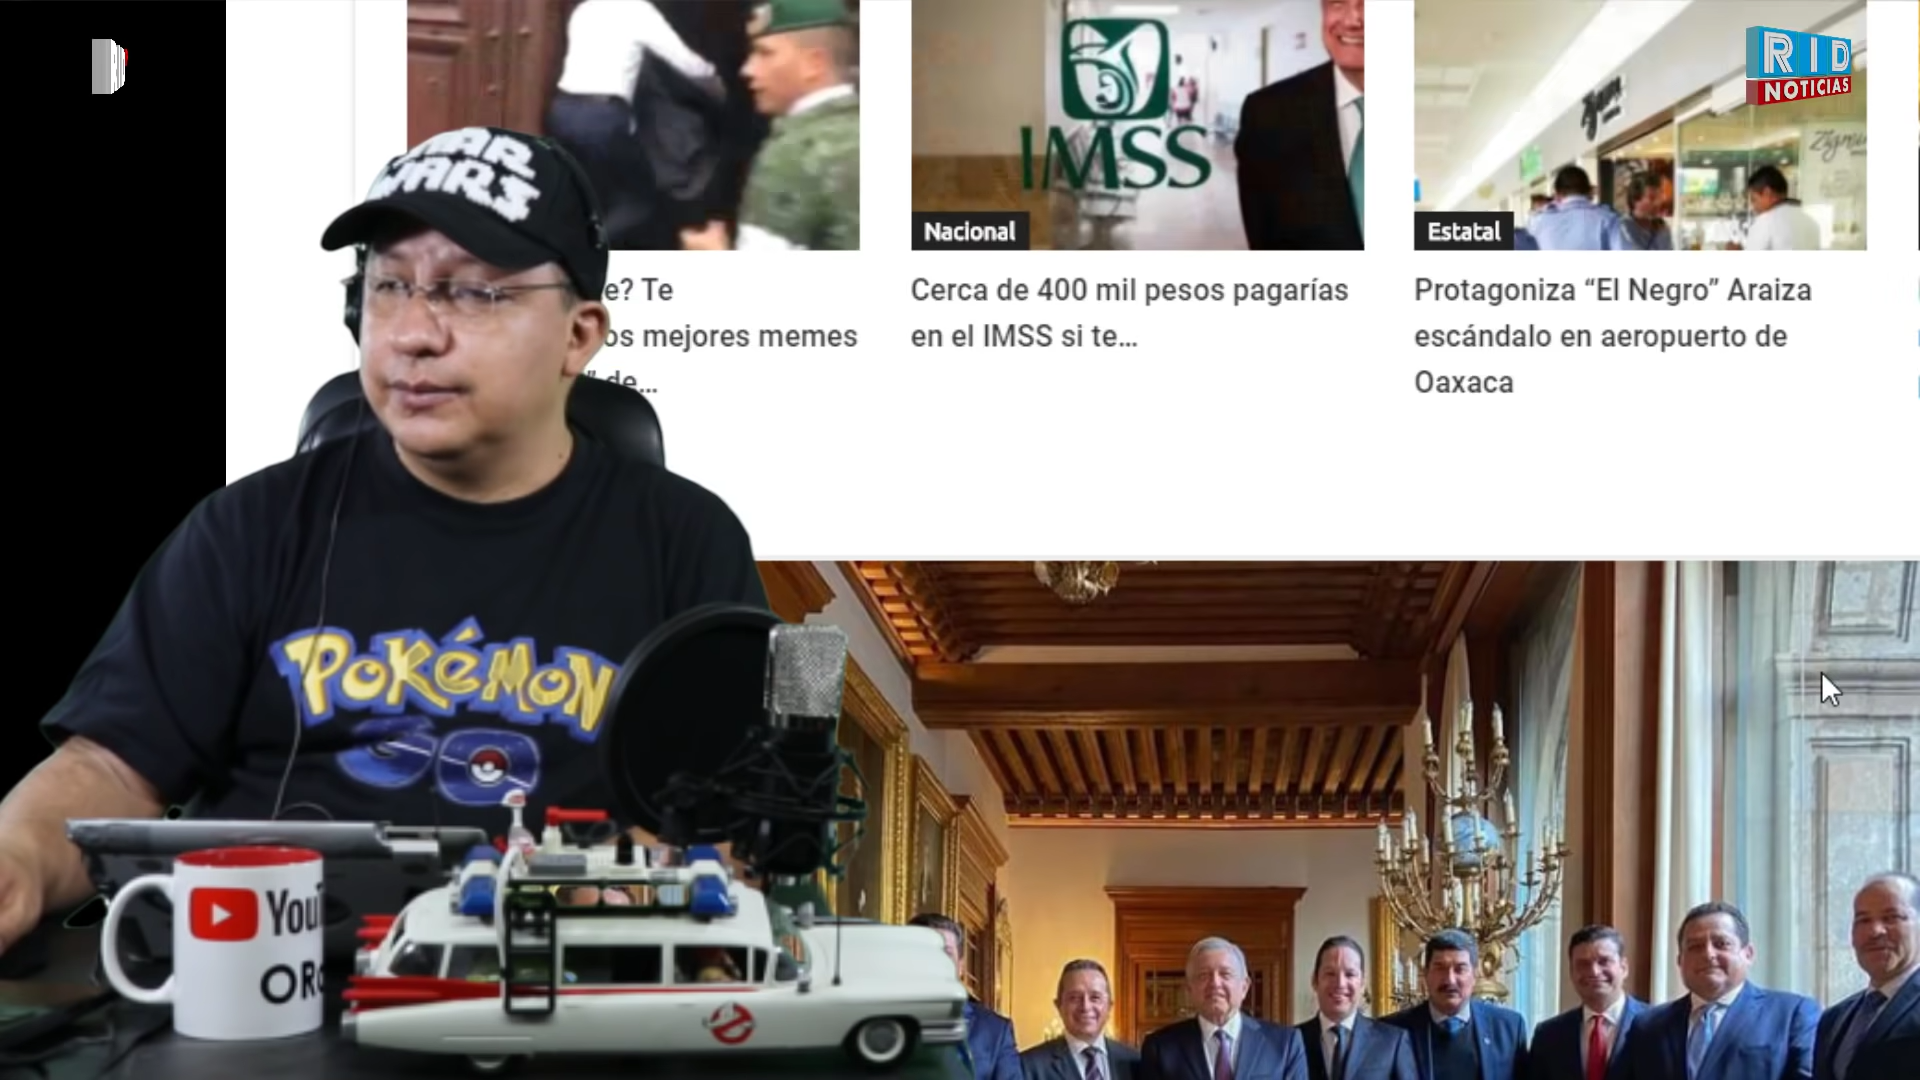 RID
NOTICIAS
STAR
WARS
IMSS
Nacional
Estatal
e? Te
os mejores memes
” de...
Cerca de 400 mil pesos pagarías
en el IMSS si te...
Protagoniza “El Negro” Araiza
escándalo en aeropuerto de
Oaxaca
POKéMON
GO
YouT